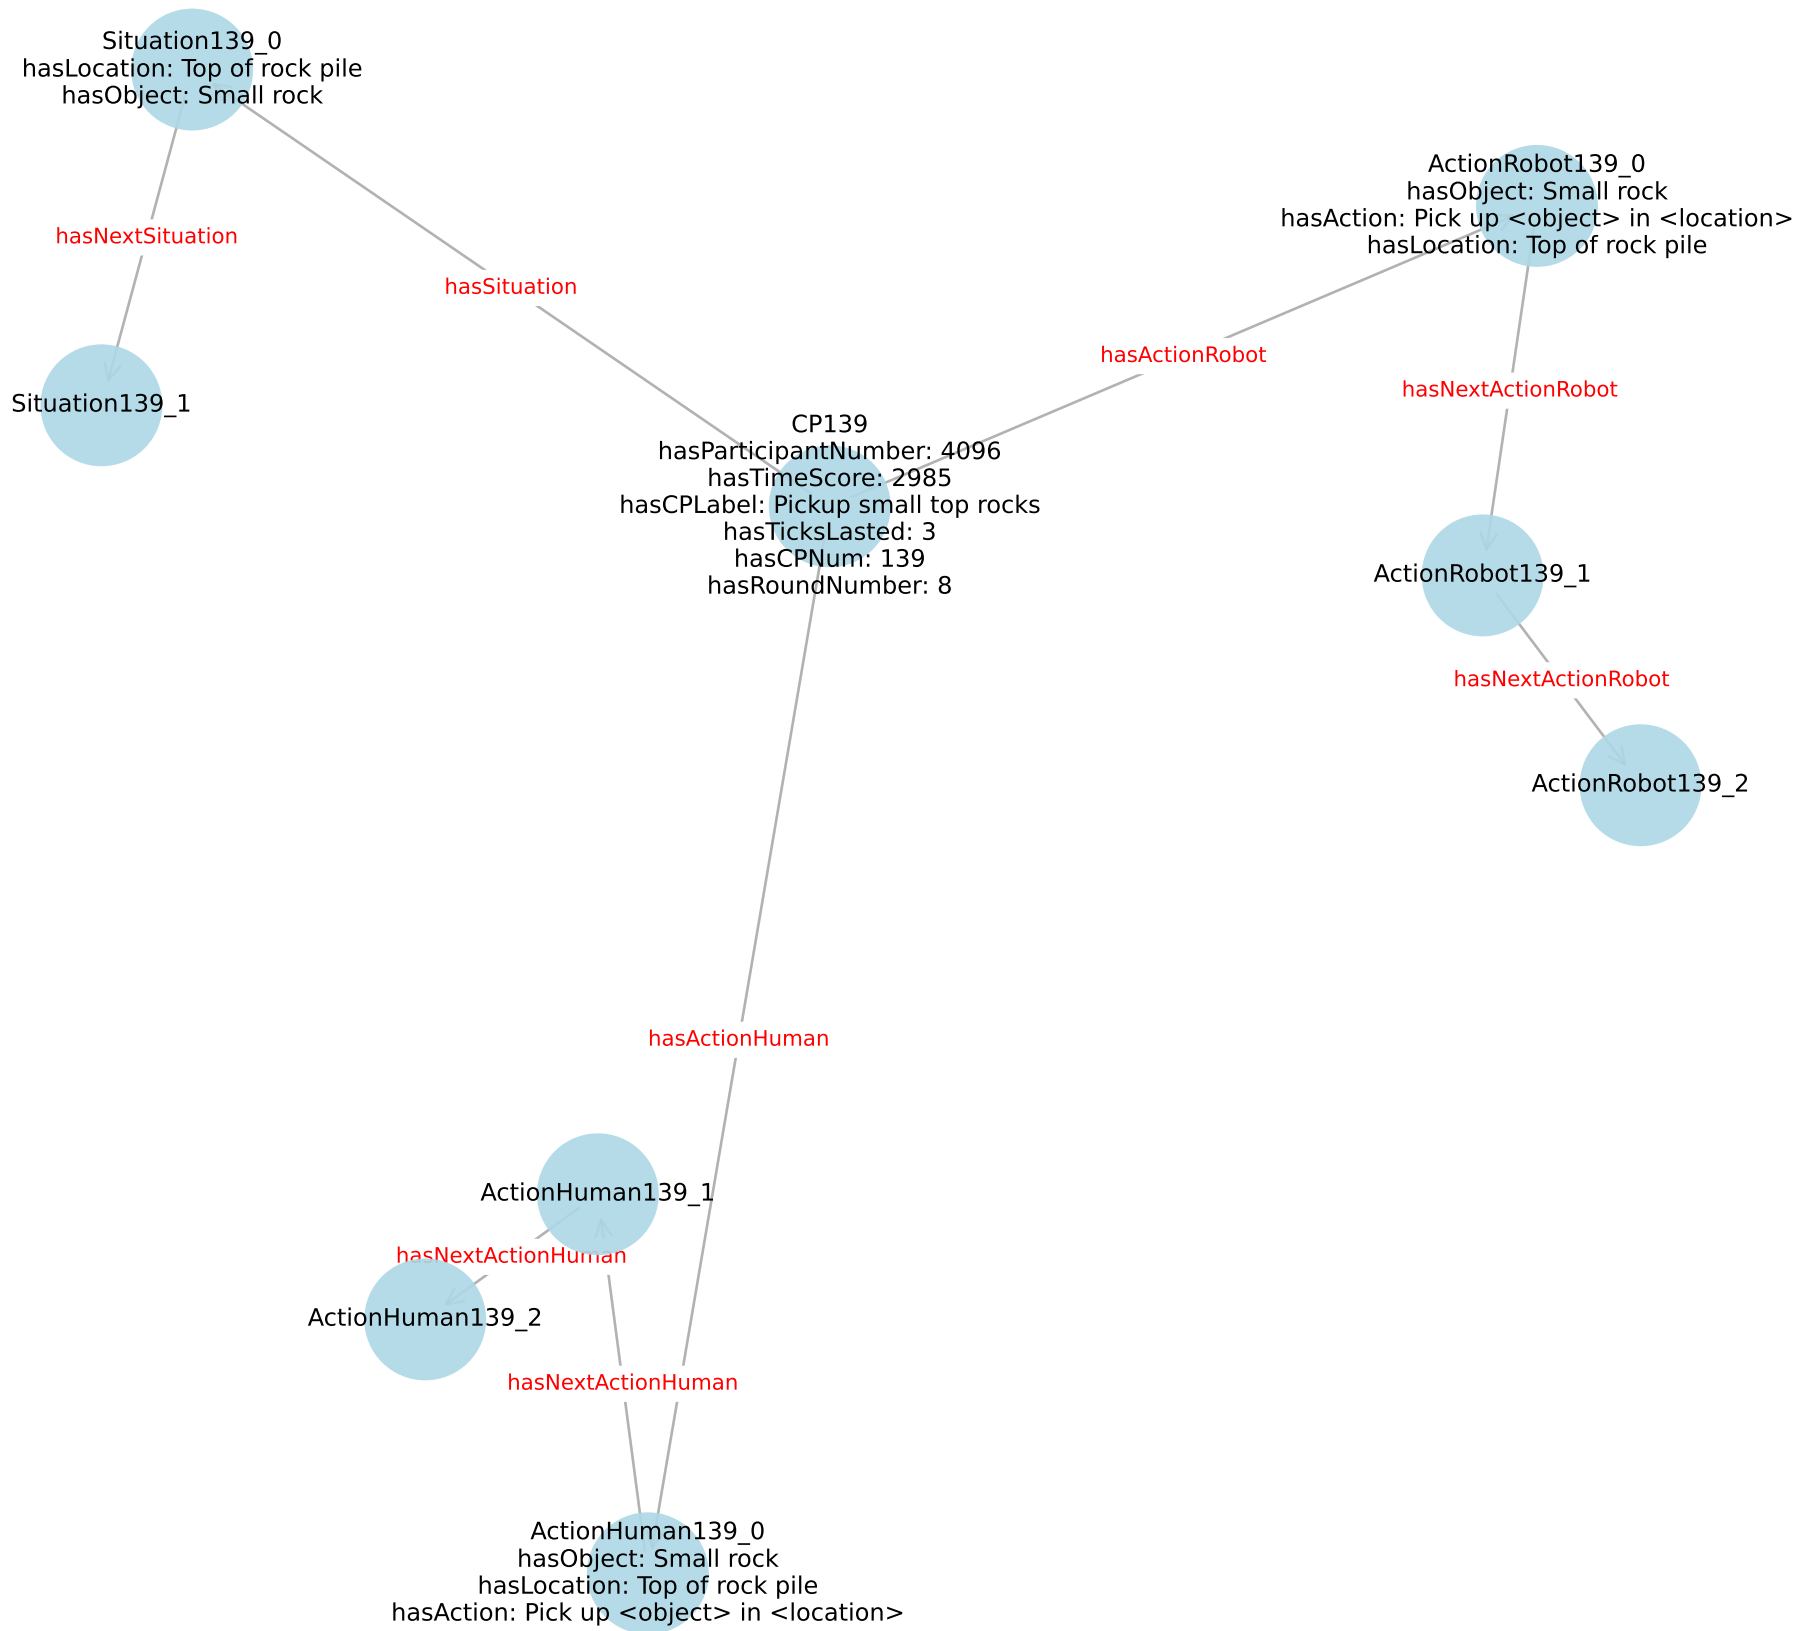 Situation139_0
hasLocation: Top of rock pile
hasObject: Small rock
ActionRobot139_0
hasObject: Small rock
hasAction: Pick up <object> in <location>
hasLocation: Top of rock pile
hasNextSituation
hasSituation
hasActionRobot
hasNextActionRobot
Situation139_1
CP139
hasParticipantNumber: 4096
hasTimeScore: 2985
hasCPLabel: Pickup small top rocks
hasTicksLasted: 3
hasCPNum: 139
hasRoundNumber: 8
ActionRobot139_1
hasNextActionRobot
ActionRobot139_2
hasActionHuman
ActionHuman139_1
hasNextActionHuman
ActionHuman139_2
hasNextActionHuman
ActionHuman139_0
hasObject: Small rock
hasLocation: Top of rock pile
hasAction: Pick up <object> in <location>